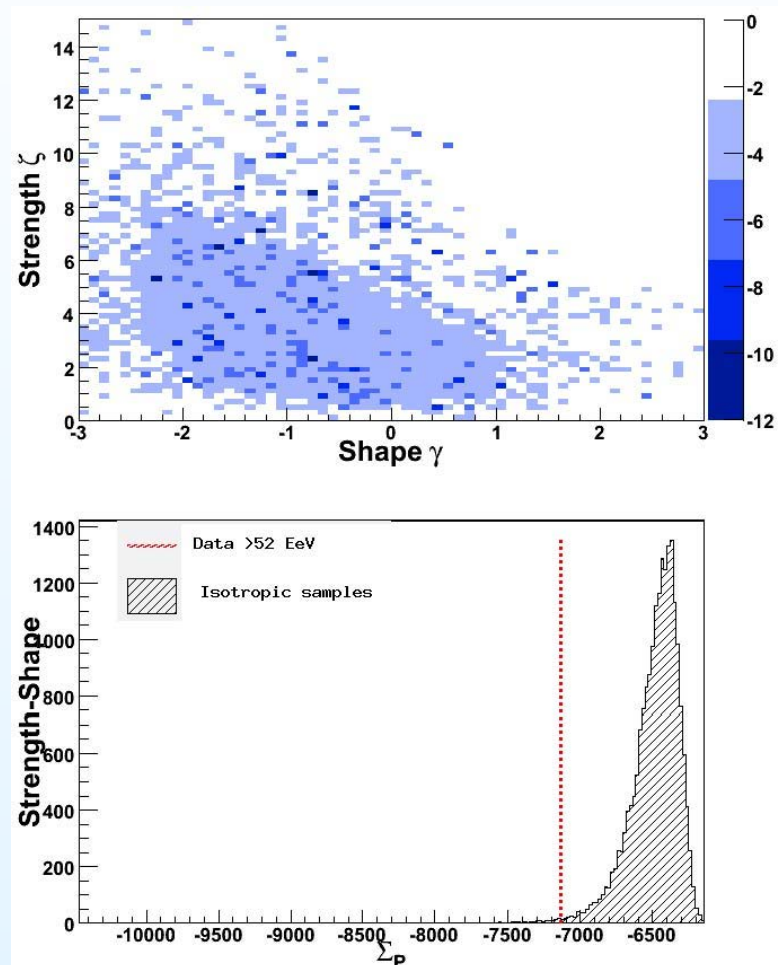 Strength ζ
14
12
10
8
6
4
2
0
-3 -2 -1 0 1 2 3
Shape γ
0
-2
-4
-6
-8
-10
-12
Strength-Shape
1400
1200
1000
800
600
400
200
0
Data >52 EeV
Isotropic samples
-10000 -9500 -9000 -8500 -8000 -7500 -7000 -6500
Σ_P